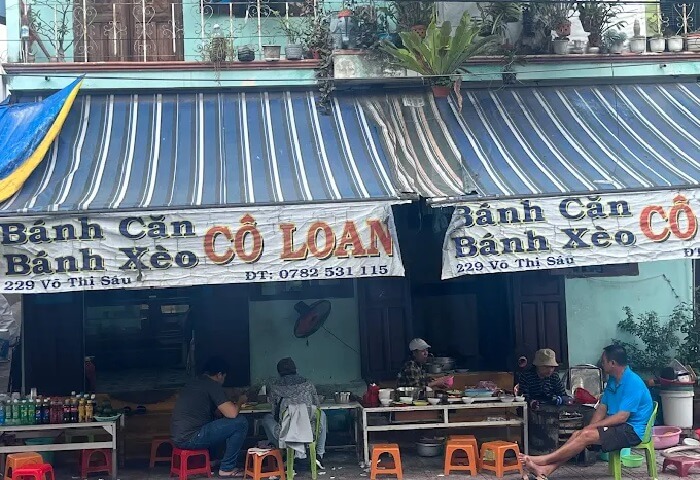 Bánh Căn
Bánh Xèo
CÔ LOAN
229 Võ Thị Sáu
ĐT: 0782 531 115
Bánh Căn
Bánh Xèo
CÔ
229 Võ Thị Sáu
ĐT